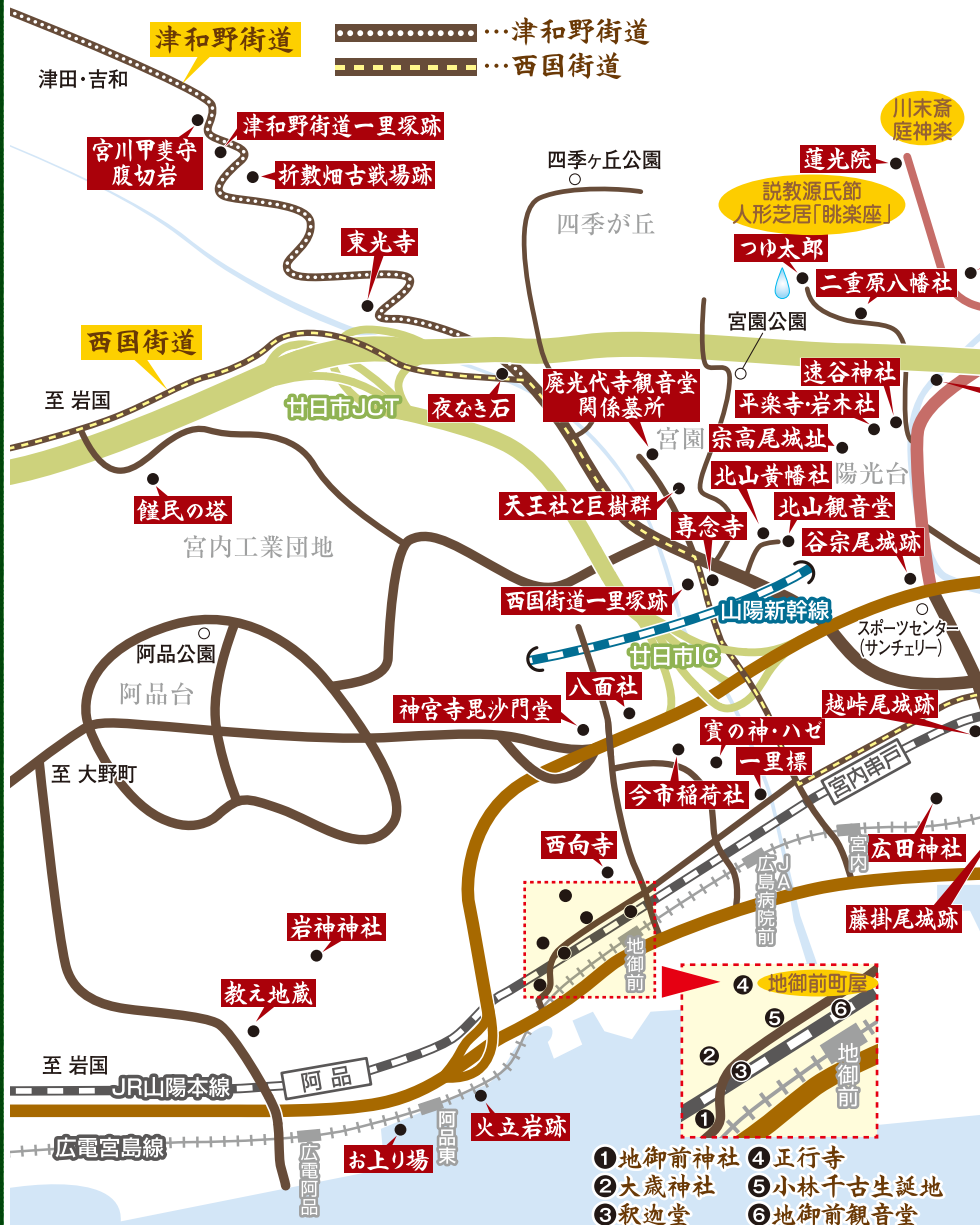 …津和野街道
…西国街道
津和野街道
津田・吉和
宮川甲斐守
腹切岩
津和野街道一里塚跡
折敷畑古戦場跡
四季ヶ丘公園
四季が丘
川末斎
庭神楽
蓮光院
説教源氏節
人形芝居「眺楽座」
つゆ太郎
二重原八幡社
東光寺
西国街道
至 岩国
廿日市JCT
夜なき石
宮園公園
廃光代寺観音堂
関係墓所
宮園
速谷神社
平楽寺・岩木社
宗高尾城址
陽光台
北山黄幡社
北山観音堂
谷宗尾城跡
饉民の塔
宮内工業団地
天王社と巨樹群
専念寺
西国街道一里塚跡
山陽新幹線
廿日市IC
スポーツセンター
(サンチェリー)
阿品公園
阿品台
八面社
神宮寺毘沙門堂
越峠尾城跡
實の神・ハゼ
一里標
今市稲荷社
宮内串戸
至 大野町
西向寺
広田神社
宮内
JA
広島病院前
藤掛尾城跡
地御前
岩神神社
教え地蔵
地御前町屋
❹
❺
❻
❷
❸
❶
地御前
至 岩国
JR山陽本線
阿品
広電宮島線
広電阿品
お上り場
阿品東
火立岩跡
❶地御前神社 ❹正行寺
❷大歳神社 ❺小林千古生誕地
❸釈迦堂 ❻地御前観音堂